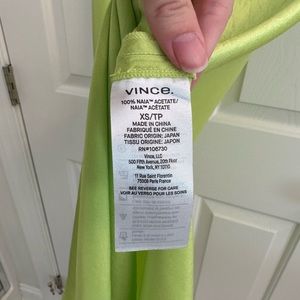 VINCE.
100% NAIA™ ACETATE/
NAIA™ ACÉTATE
XS/TP
MADE IN CHINA
FABRIQUÉ EN CHINE
FABRIC ORIGIN: JAPAN
TISSU ORIGINE: JAPON
RN#106730
Vince, LLC
500 Fifth Avenue, 20th Floor
New York, NY 10110
11 Rue Saint Florentin
75008 Paris France
SEE REVERSE FOR CARE
VOIR AU VERSO POUR LES SOINS